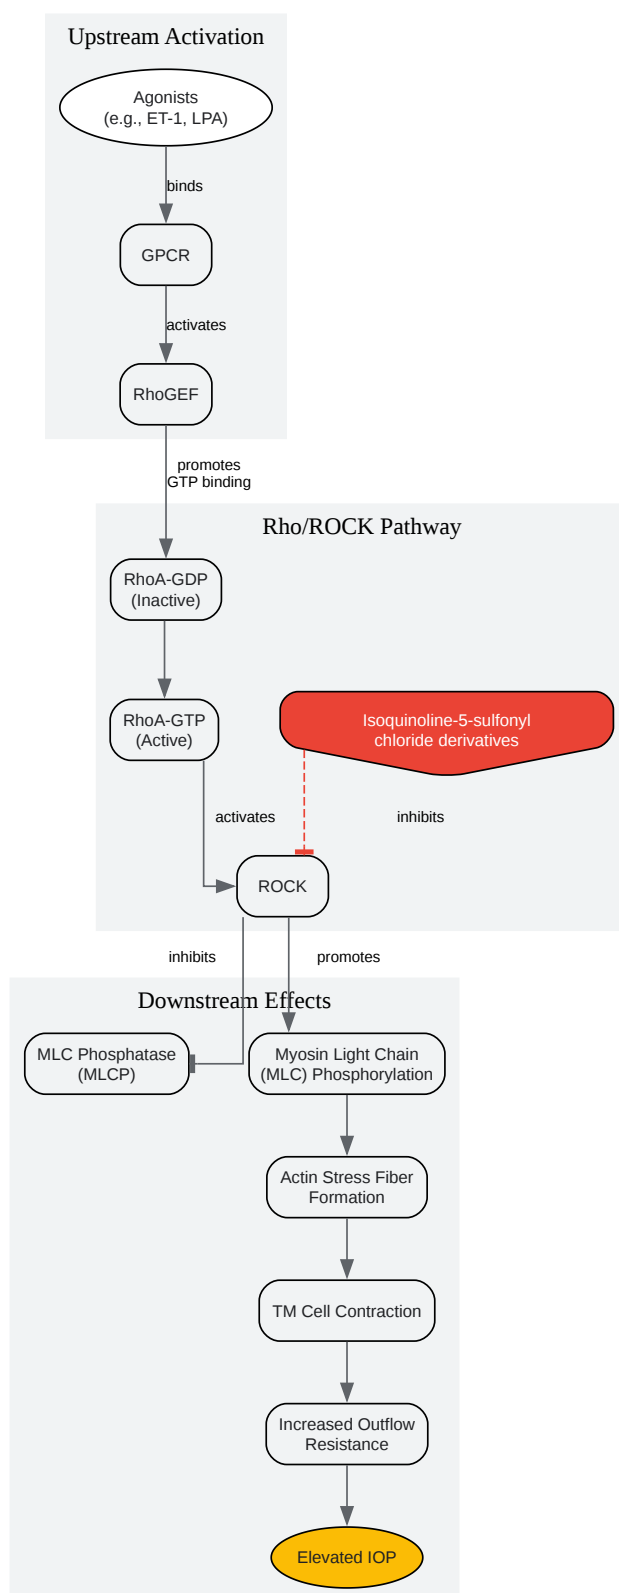 Upstream Activation
Agonists
(e.g., ET-1, LPA)
binds
GPCR
activates
RhoGEF
promotes
GTP binding
Rho/ROCK Pathway
RhoA-GDP
(Inactive)
RhoA-GTP
(Active)
Isoquinoline-5-sulfonyl
chloride derivatives
activates
inhibits
ROCK
inhibits
promotes
Downstream Effects
MLC Phosphatase
(MLCP)
Myosin Light Chain
(MLC) Phosphorylation
Actin Stress Fiber
Formation
TM Cell Contraction
Increased Outflow
Resistance
Elevated IOP